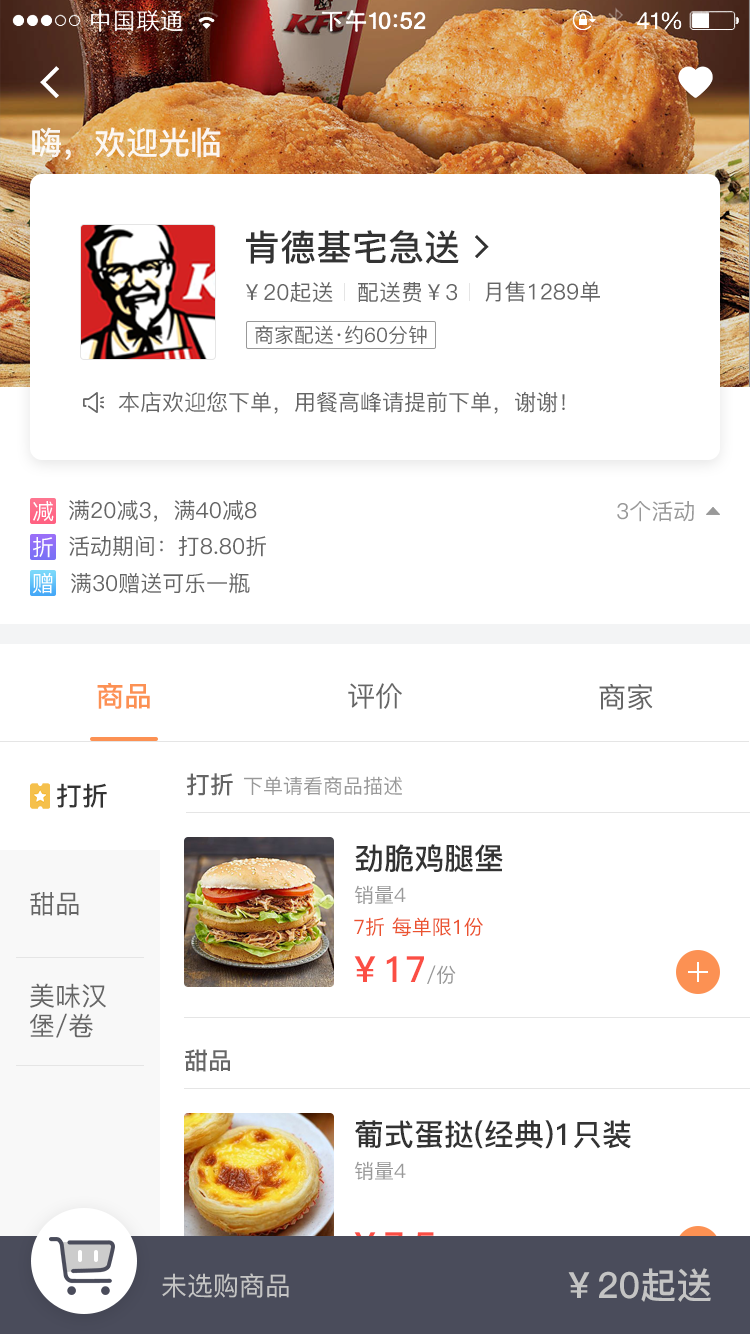 中国联通 下午10:52 41%
KFC
嗨，欢迎光临
K
肯德基宅急送
¥20起送 配送费¥3 月售1289单
商家配送·约60分钟
本店欢迎您下单，用餐高峰请提前下单，谢谢！
减 满20减3，满40减8 3个活动
折 活动期间：打8.80折
赠 满30赠送可乐一瓶
商品 评价 商家
打折
甜品
美味汉
堡/卷
打折 下单请看商品描述
劲脆鸡腿堡
销量4
7折 每单限1份
¥17/份
甜品
葡式蛋挞(经典)1只装
销量4
未选购商品 ¥20起送